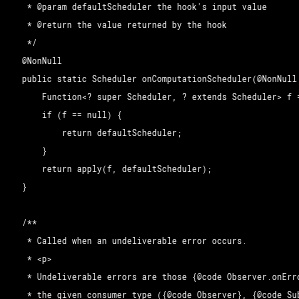 * @param defaultScheduler the hook's input value
* @return the value returned by the hook
*/
@NonNull
public static Scheduler onComputationScheduler(@NonNull
Function<? super Scheduler, ? extends Scheduler> f =
if (f == null) {
return defaultScheduler;
}
return apply(f, defaultScheduler);
}
/**
* Called when an undeliverable error occurs.
* <p>
* Undeliverable errors are those {@code Observer.onErro
* the given consumer type ({@code Observer}, {@code Sub